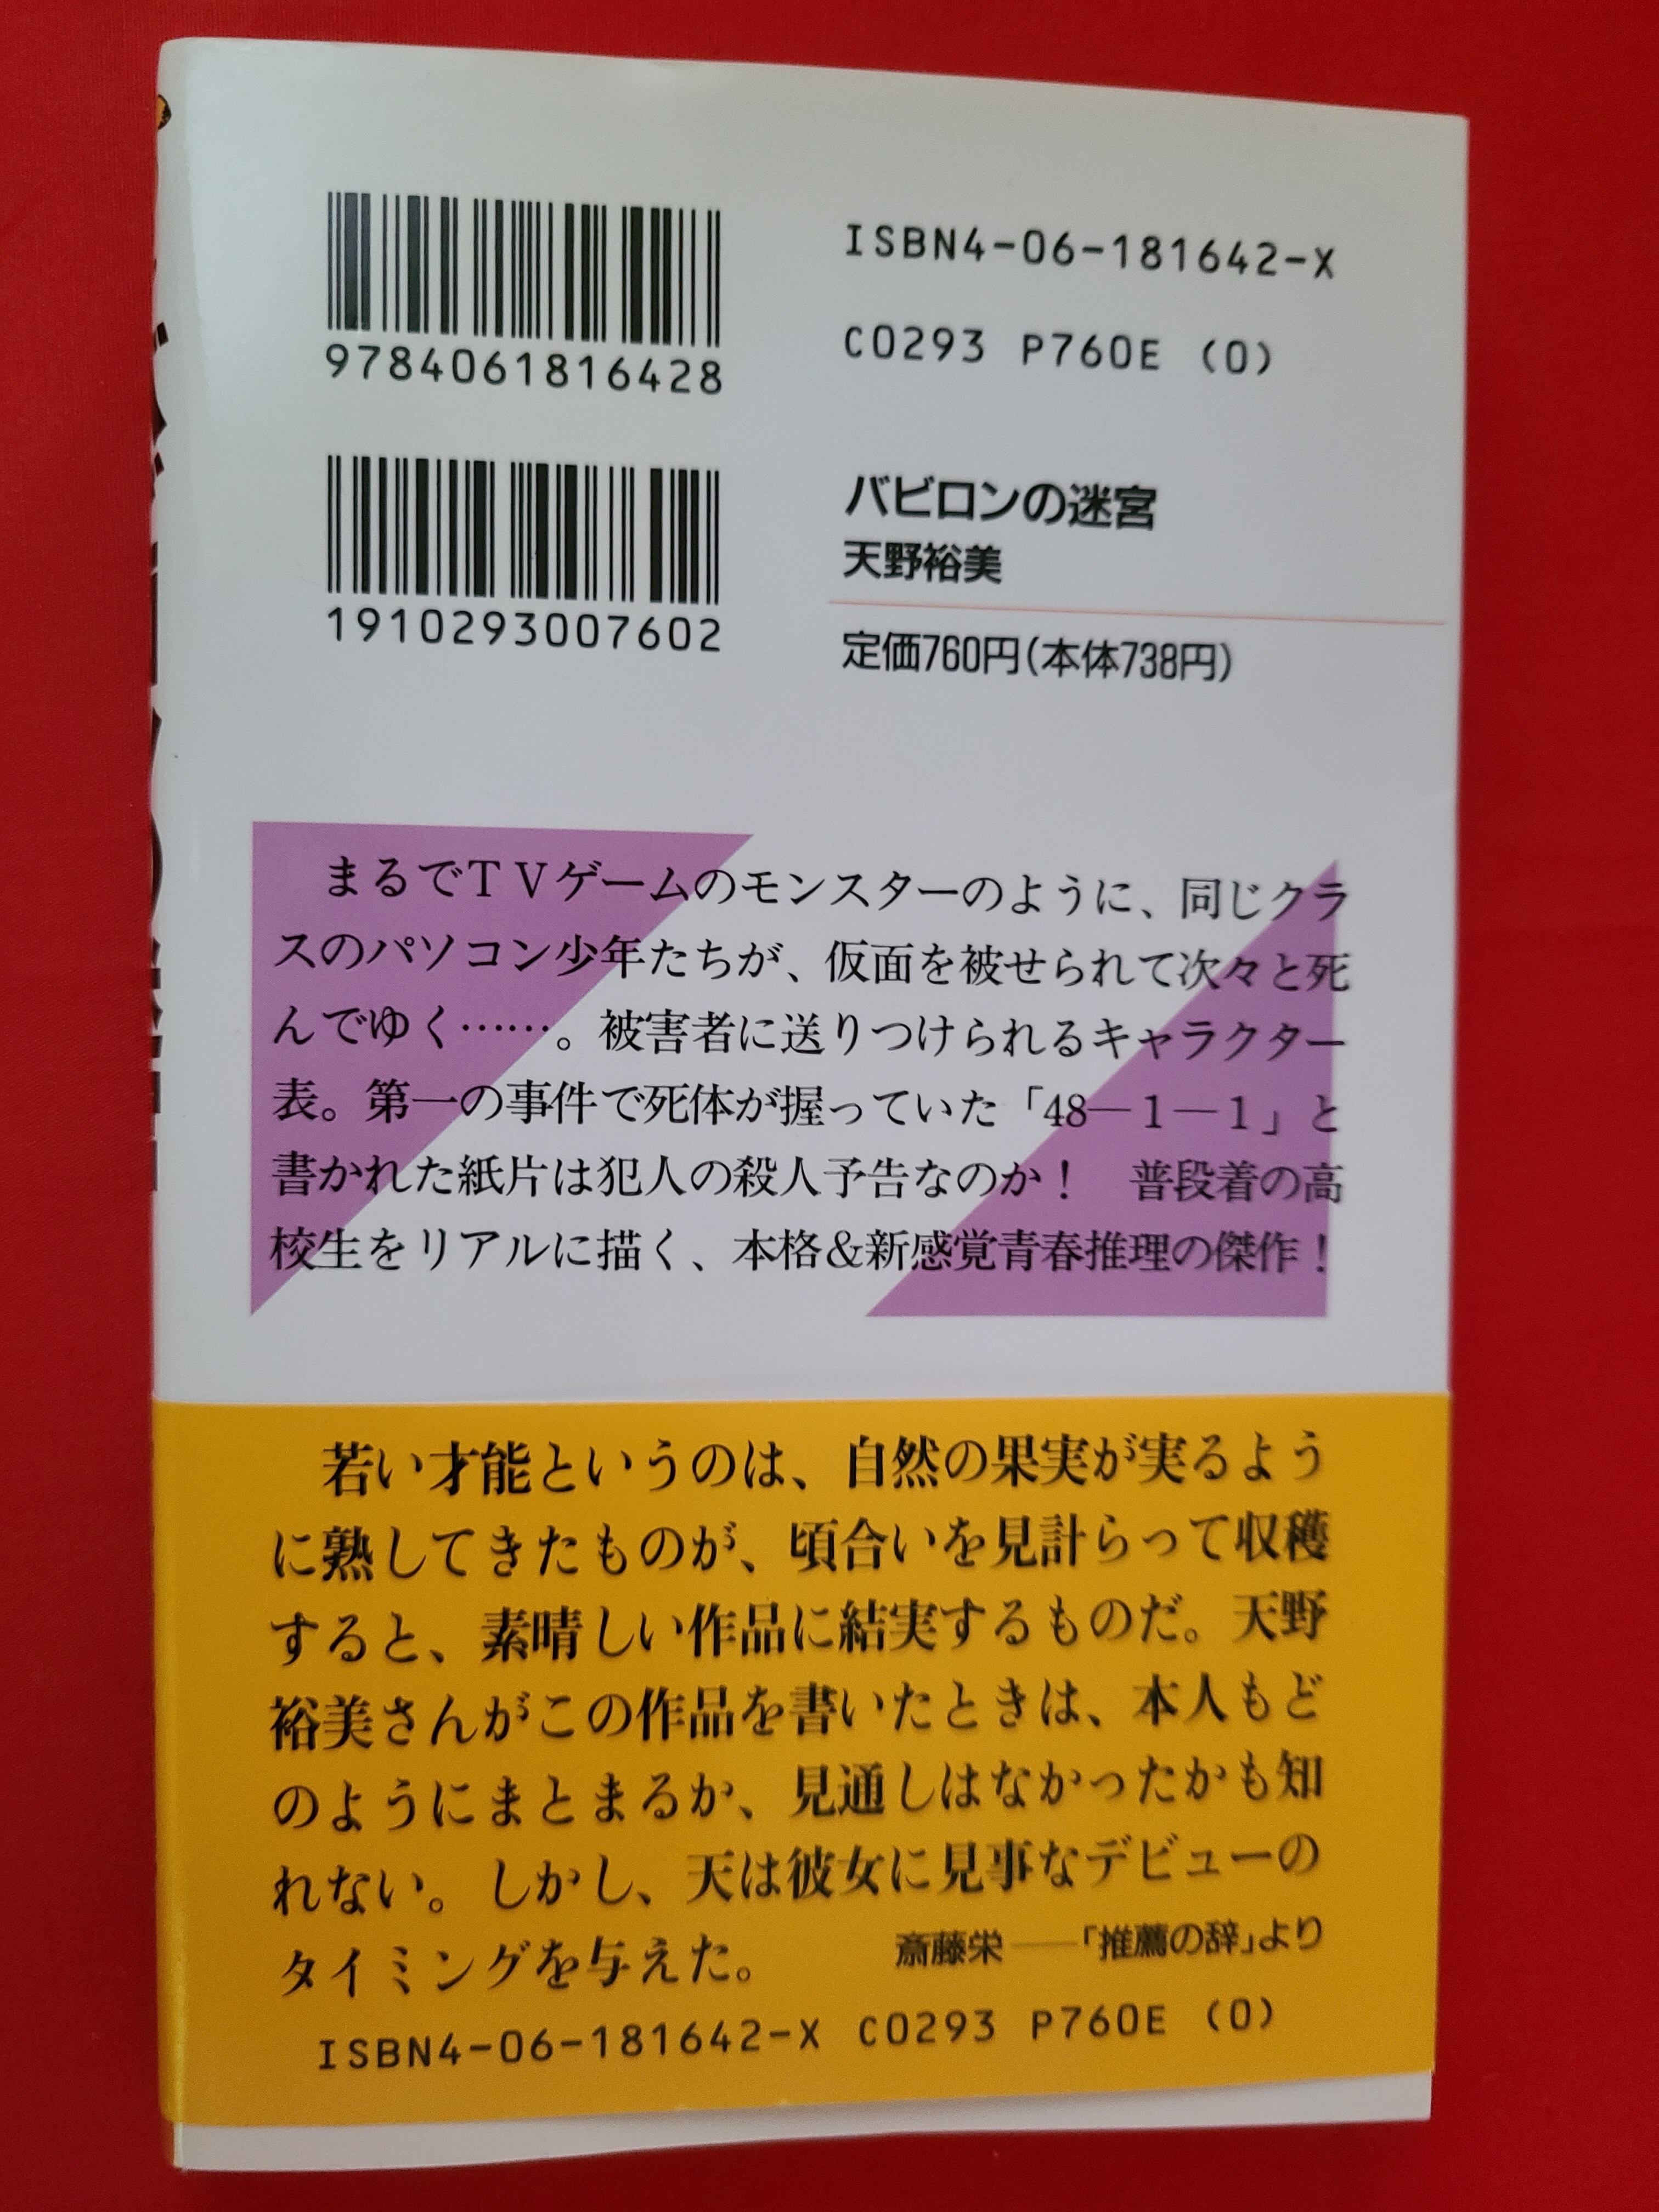 9784061816428
1910293007602
ISBN4-06-181642-X
C0293 P760E (0)
バビロンの迷宮
天野裕美
定価760円(本体738円)
まるでTVゲームのモンスターのように、同じクラ
スのパソコン少年たちが、仮面を被せられて次々と死
んでゆく……。被害者に送りつけられるキャラクター
表。第一の事件で死体が握っていた「48―1―1」と
書かれた紙片は犯人の殺人予告なのか！　普段着の高
校生をリアルに描く、本格&新感覚青春推理の傑作！
若い才能というのは、自然の果実が実るよう
に熟してきたものが、頃合いを見計らって収穫
すると、素晴しい作品に結実するものだ。天野
裕美さんがこの作品を書いたときは、本人もど
のようにまとまるか、見通しはなかったかも知
れない。しかし、天は彼女に見事なデビューの
タイミングを与えた。　斎藤栄――「推薦の辞」より
ISBN4-06-181642-X C0293 P760E (0)